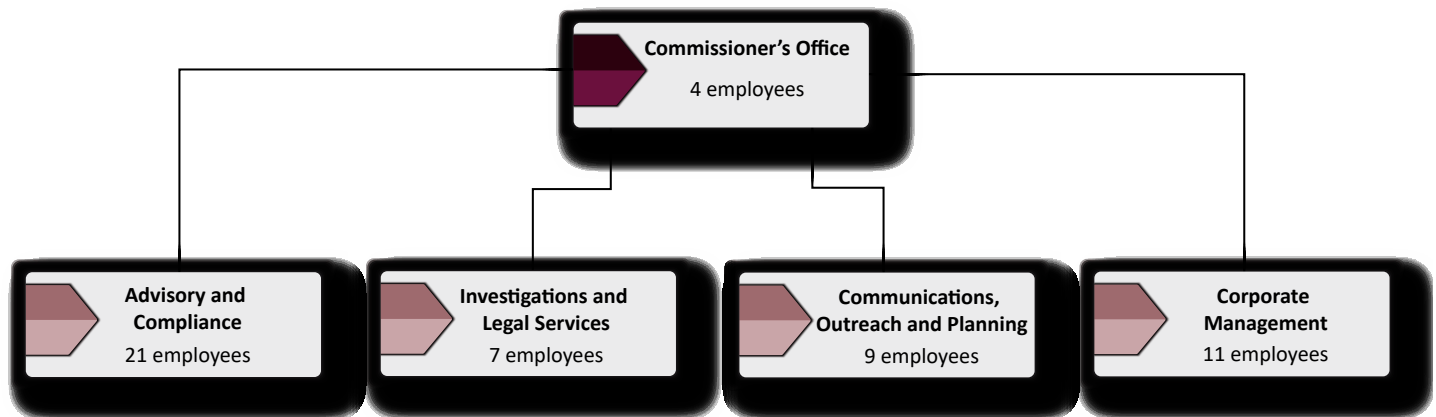 Commissioner’s Office
4 employees
Advisory and
Compliance
21 employees
Investigations and
Legal Services
7 employees
Communications,
Outreach and Planning
9 employees
Corporate
Management
11 employees